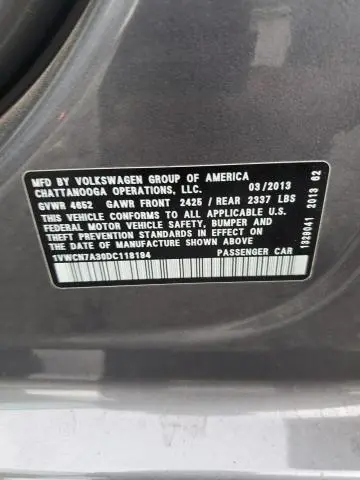 MFD BY VOLKSWAGEN GROUP OF AMERICA
CHATTANOOGA OPERATIONS, LLC. 03/2013
GVWR 4652 GAWR FRONT 2425 / REAR 2337 LBS
THIS VEHICLE CONFORMS TO ALL APPLICABLE U.S.
FEDERAL MOTOR VEHICLE SAFETY, BUMPER AND
THEFT PREVENTION STANDARDS IN EFFECT ON
THE DATE OF MANUFACTURE SHOWN ABOVE.
1VWCN7A30DC118194 PASSENGER CAR
1329041 2013 62